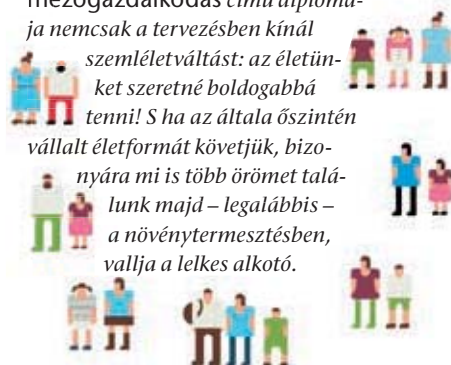 mezőgazdálkodás című diplomá-
ja nemcsak a tervezésben kínál
szemléletváltást: az életün-
ket szeretné boldogabbá
tenni! S ha az általa őszintén
vállalt életformát követjük, bizo-
nyára mi is több örömet talá-
lunk majd – legalábbis –
a növénytermesztésben,
vallja a lelkes alkotó.